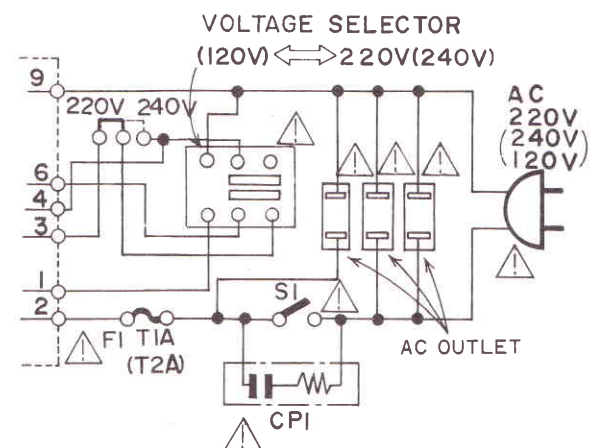 VOLTAGE SELECTOR
(120V) ⇔ 220V(240V)
9
220V 240V
AC
220V
(240V)
(120V)
6
4
3
1
2
S1
F1 T1A
(T2A)
AC OUTLET
CP1